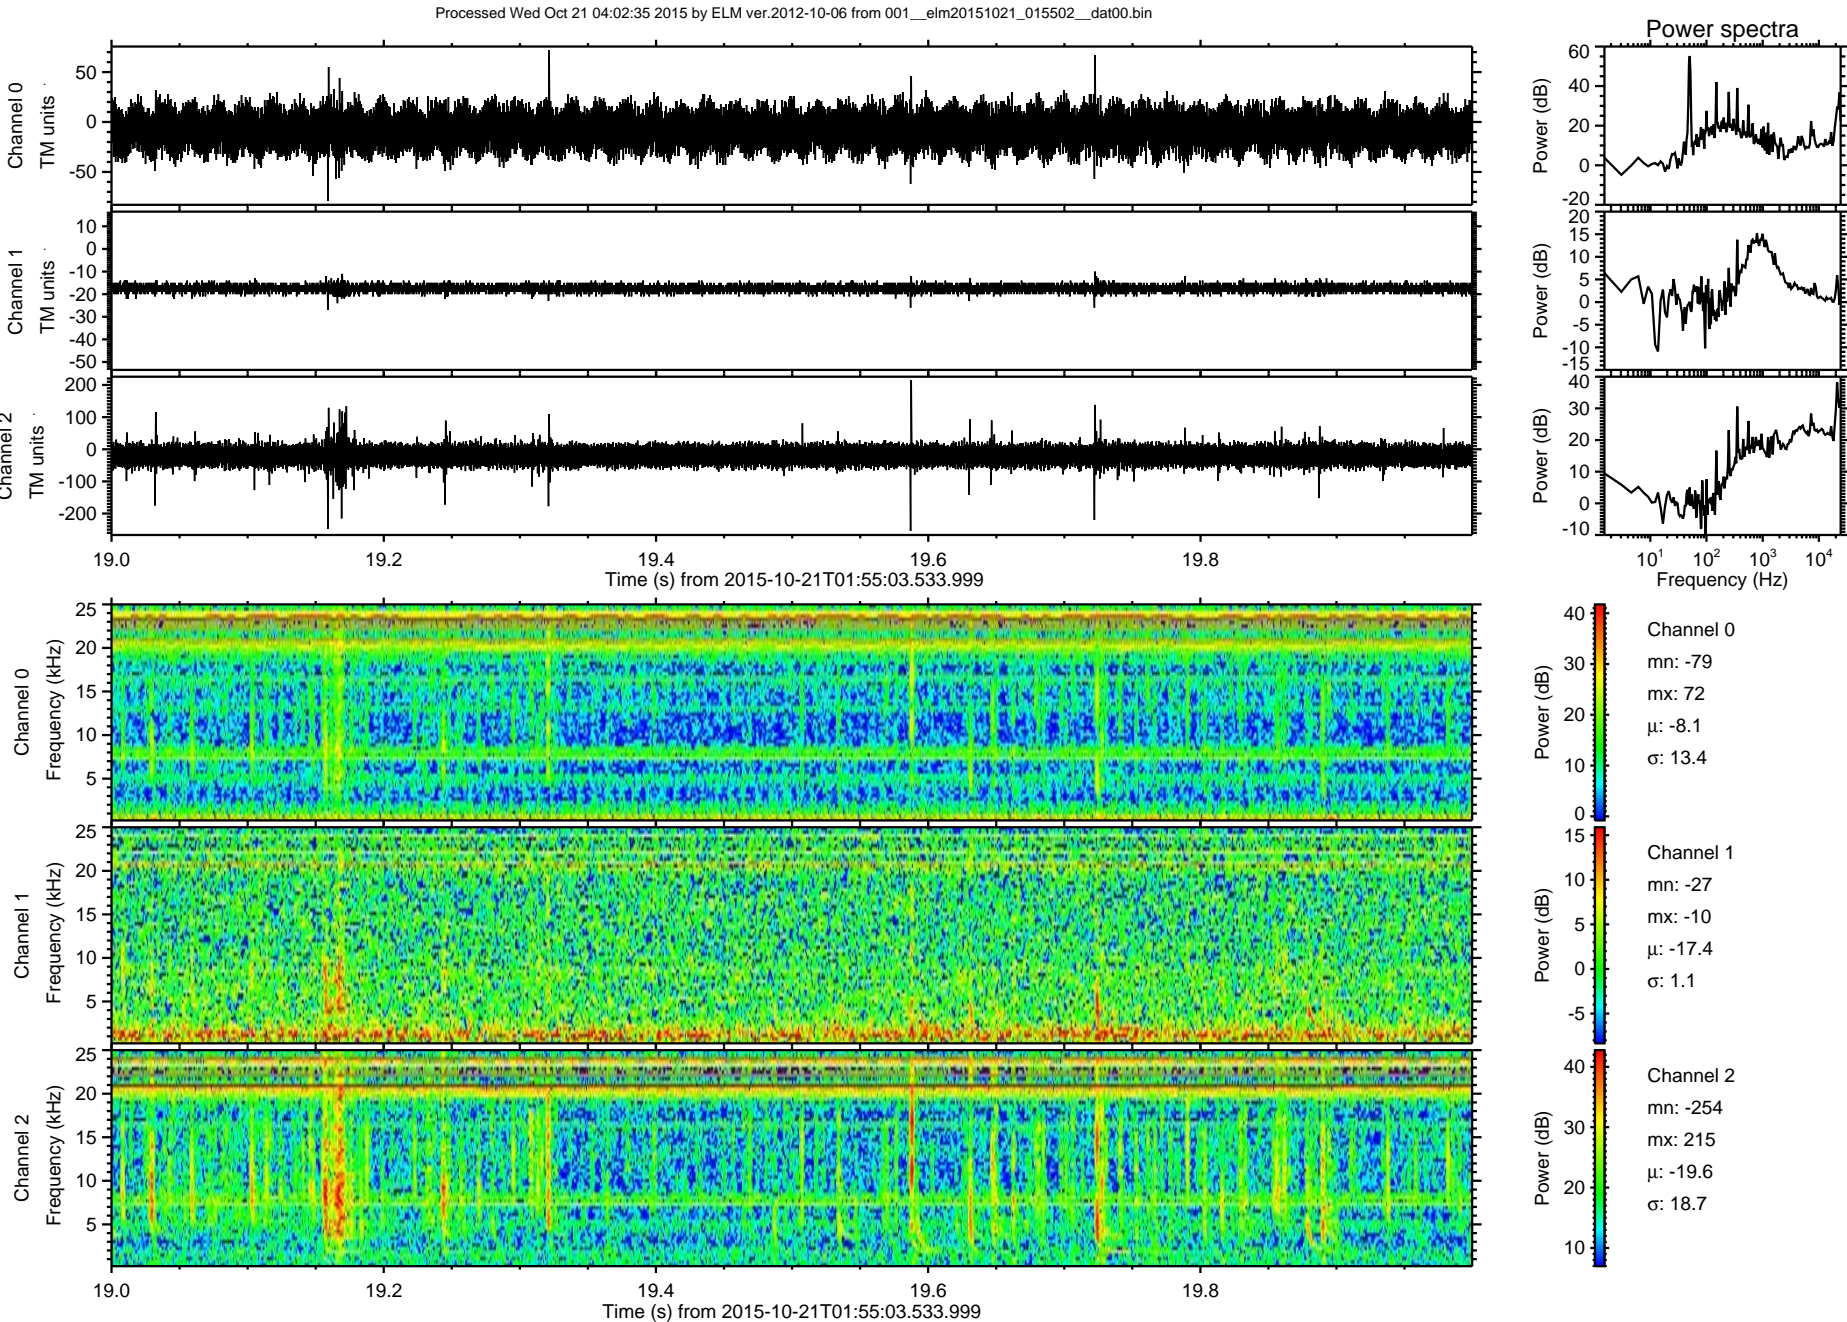 Processed Wed Oct 21 04:02:35 2015 by ELM ver.2012-10-06 from 001__elm20151021_015502__dat00.bin
Power spectra
Channel 0
TM units
50
0
-50
Power (dB)
60
40
20
0
-20
Channel 1
TM units
10
0
-10
-20
-30
-40
-50
Power (dB)
20
15
10
5
0
-5
-10
-15
Channel 2
TM units
200
100
0
-100
-200
Power (dB)
40
30
20
10
0
-10
19.0 19.2 19.4 19.6 19.8
Time (s) from 2015-10-21T01:55:03.533.999
10^1 10^2 10^3 10^4
Frequency (Hz)
Channel 0
Frequency (kHz)
25
20
15
10
5
Power (dB)
40
30
20
10
0
Channel 0
mn: -79
mx: 72
μ: -8.1
σ: 13.4
Channel 1
Frequency (kHz)
25
20
15
10
5
Power (dB)
15
10
5
0
-5
Channel 1
mn: -27
mx: -10
μ: -17.4
σ: 1.1
Channel 2
Frequency (kHz)
25
20
15
10
5
Power (dB)
40
30
20
10
Channel 2
mn: -254
mx: 215
μ: -19.6
σ: 18.7
19.0 19.2 19.4 19.6 19.8
Time (s) from 2015-10-21T01:55:03.533.999